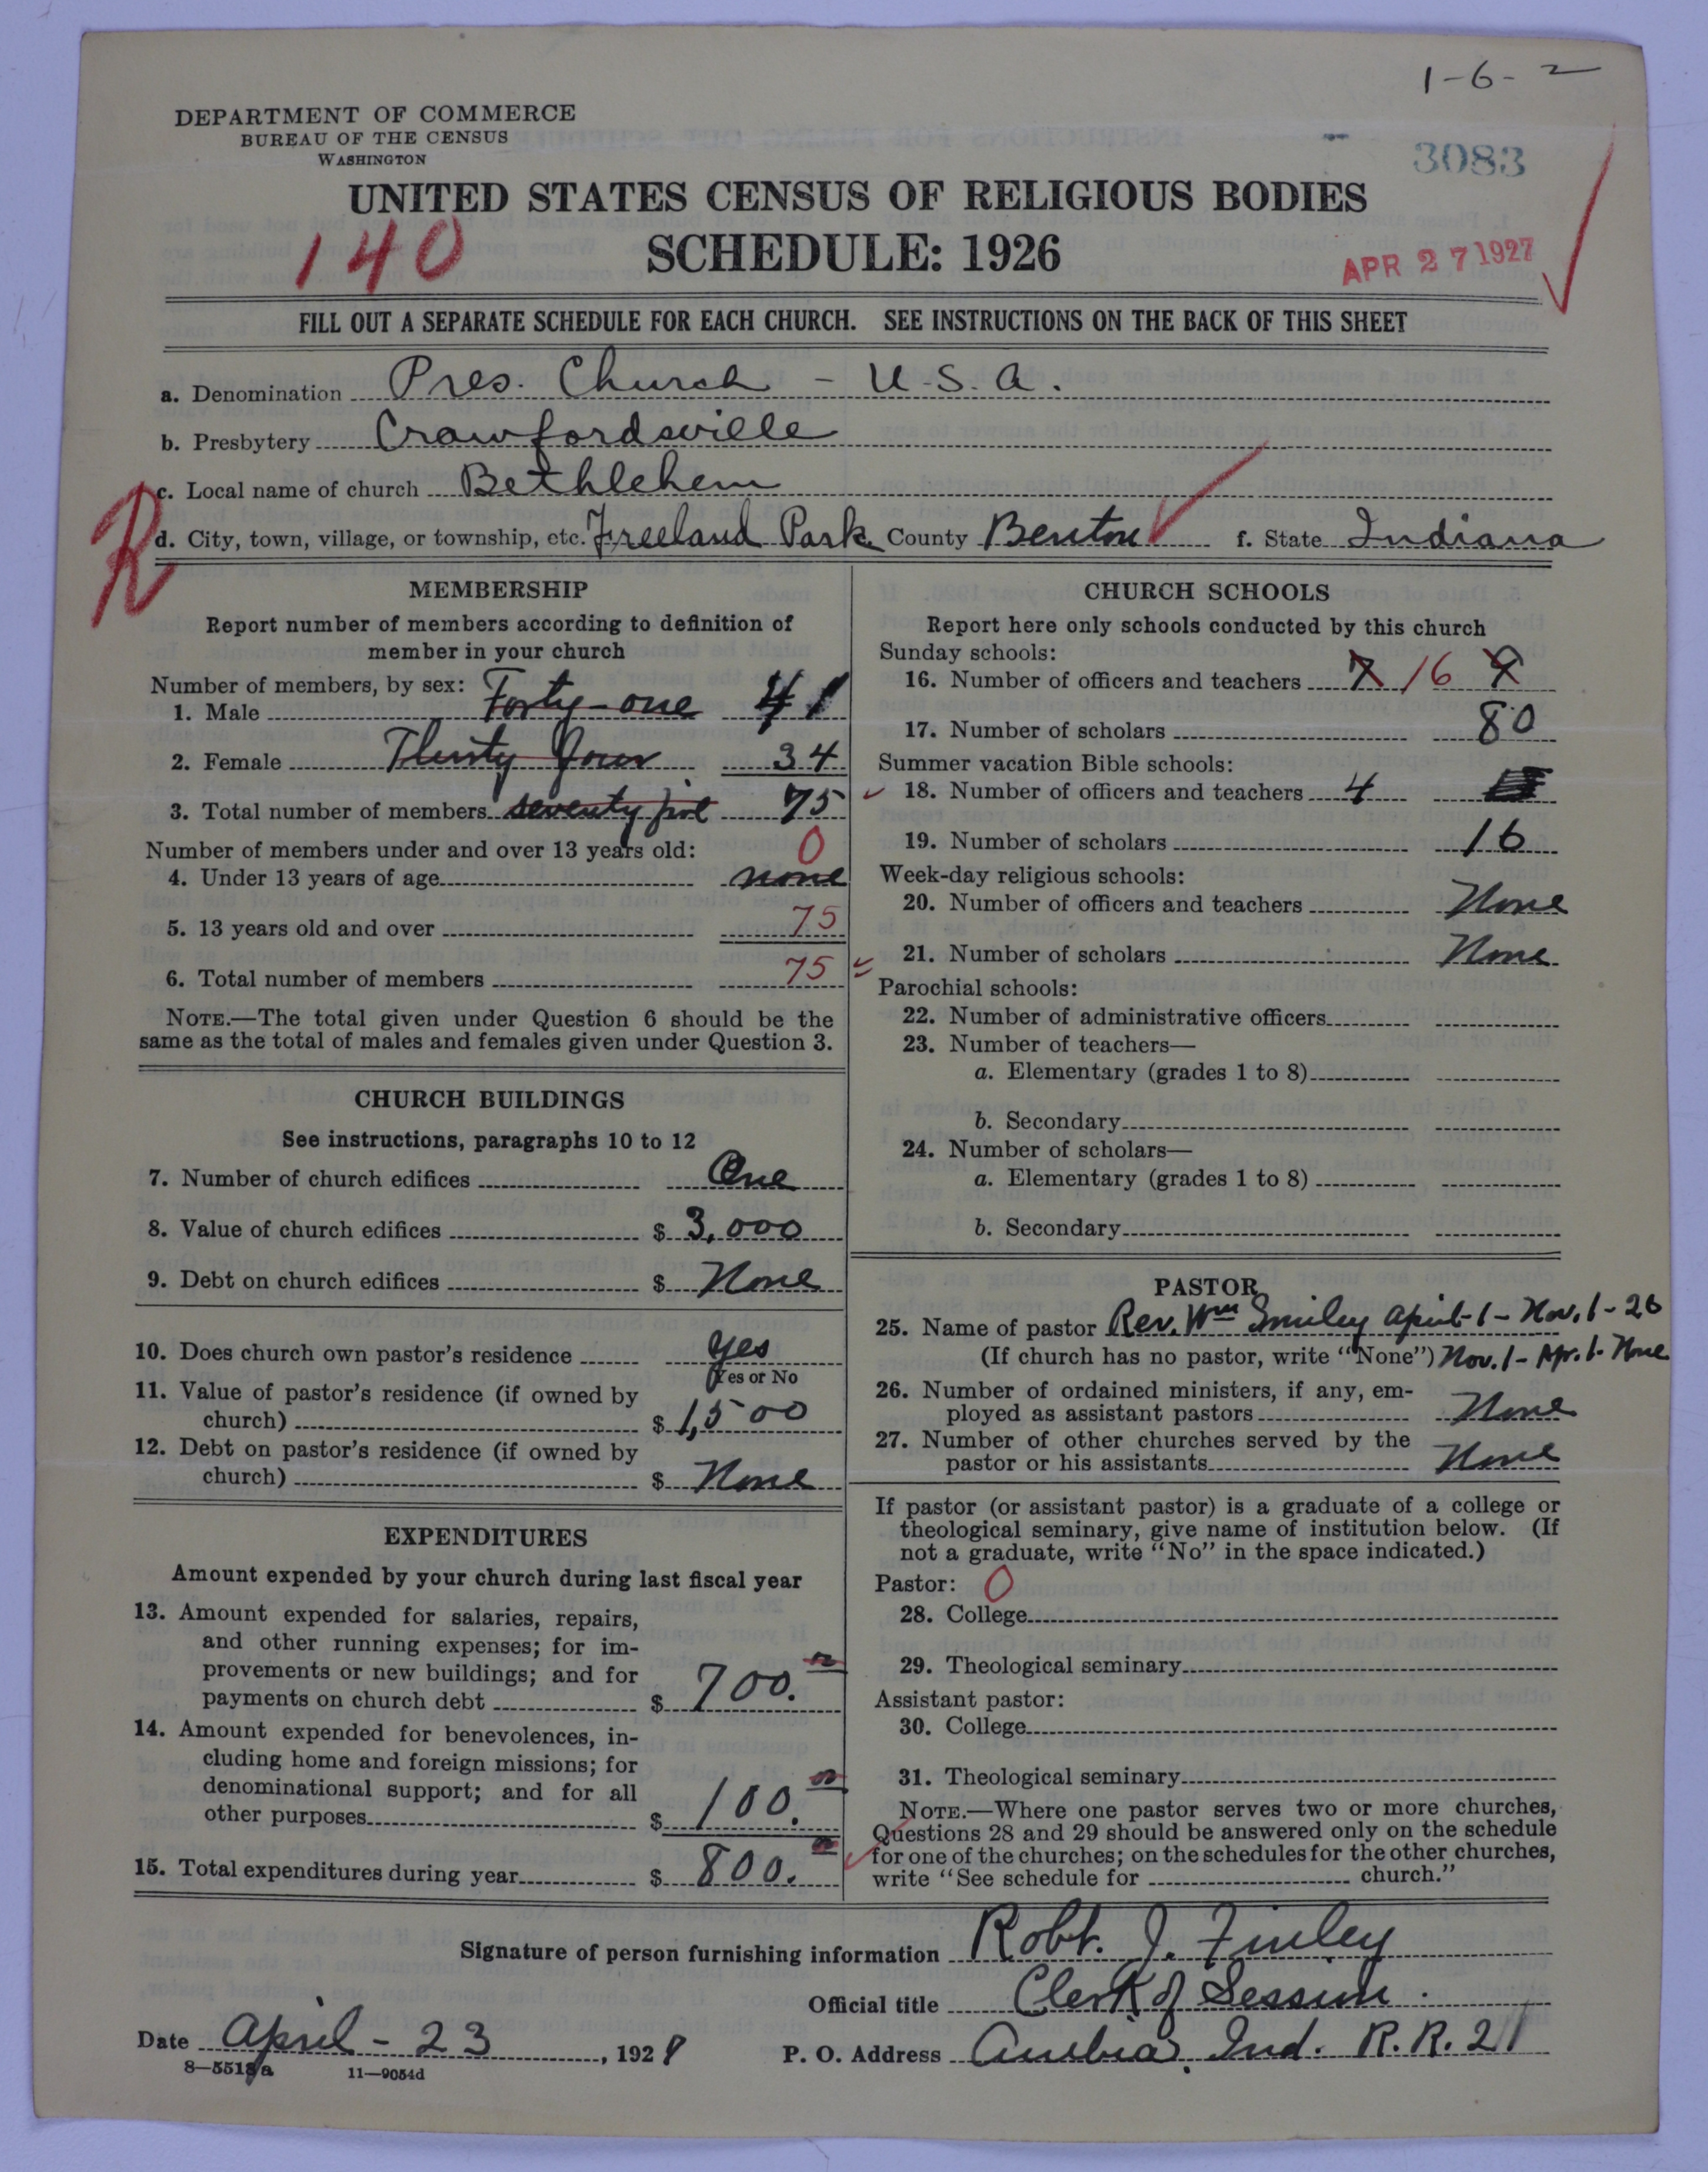 1-6-2
DEPARTMENT OF COMMERCE
BUREAU OF THE CENSUS
WASHINGTON
3083
UNITED STATES CENSUS OF RELIGIOUS BODIES
140
SCHEDULE: 1926
APR 27 1927
FILL OUT A SEPARATE SCHEDULE FOR EACH CHURCH. SEE INSTRUCTIONS ON THE BACK OF THIS SHEET
a. Denomination Pres. Church - U.S.A.
b. Presbytery Crawfordsville
c. Local name of church Bethlehem
R
d. City, town, village, or township, etc. Freeland Park County Benton f. State Indiana
MEMBERSHIP
Report number of members according to definition of
member in your church
Number of members, by sex:
1. Male Forty-one 41
2. Female Thirty four 34
3. Total number of members seventy five 75
Number of members under and over 13 years old: 0
4. Under 13 years of age none
5. 13 years old and over 75
6. Total number of members 75
NOTE.—The total given under Question 6 should be the
same as the total of males and females given under Question 3.
CHURCH BUILDINGS
See instructions, paragraphs 10 to 12
7. Number of church edifices One
8. Value of church edifices $ 3,000
9. Debt on church edifices $ None
10. Does church own pastor's residence yes
Yes or No
11. Value of pastor's residence (if owned by
church) $ 1,500
12. Debt on pastor's residence (if owned by
church) $ None
EXPENDITURES
Amount expended by your church during last fiscal year
13. Amount expended for salaries, repairs,
and other running expenses; for im-
provements or new buildings; and for
payments on church debt $ 700.
14. Amount expended for benevolences, in-
cluding home and foreign missions; for
denominational support; and for all
other purposes $ 100.
15. Total expenditures during year $ 800.
CHURCH SCHOOLS
Report here only schools conducted by this church
Sunday schools:
16. Number of officers and teachers 7 16 9
17. Number of scholars 80
Summer vacation Bible schools:
18. Number of officers and teachers 4
19. Number of scholars 16
Week-day religious schools:
20. Number of officers and teachers None
21. Number of scholars None
Parochial schools:
22. Number of administrative officers
23. Number of teachers—
a. Elementary (grades 1 to 8)
b. Secondary
24. Number of scholars—
a. Elementary (grades 1 to 8)
b. Secondary
PASTOR
25. Name of pastor Rev. Wm Smiley April-1-Nov. 1-26
(If church has no pastor, write "None") Nov. 1 - Apr. 1 - None
26. Number of ordained ministers, if any, em-
ployed as assistant pastors None
27. Number of other churches served by the
pastor or his assistants None
If pastor (or assistant pastor) is a graduate of a college or
theological seminary, give name of institution below. (If
not a graduate, write "No" in the space indicated.)
Pastor: 0
28. College
29. Theological seminary
Assistant pastor:
30. College
31. Theological seminary
NOTE.—Where one pastor serves two or more churches,
Questions 28 and 29 should be answered only on the schedule
for one of the churches; on the schedules for the other churches,
write "See schedule for church."
Signature of person furnishing information Robt. J. Finley
Official title Clerk of Session.
Date April - 23, 1927 P. O. Address Ambia, Ind. R.R. 21
8—5518a 11—9054d